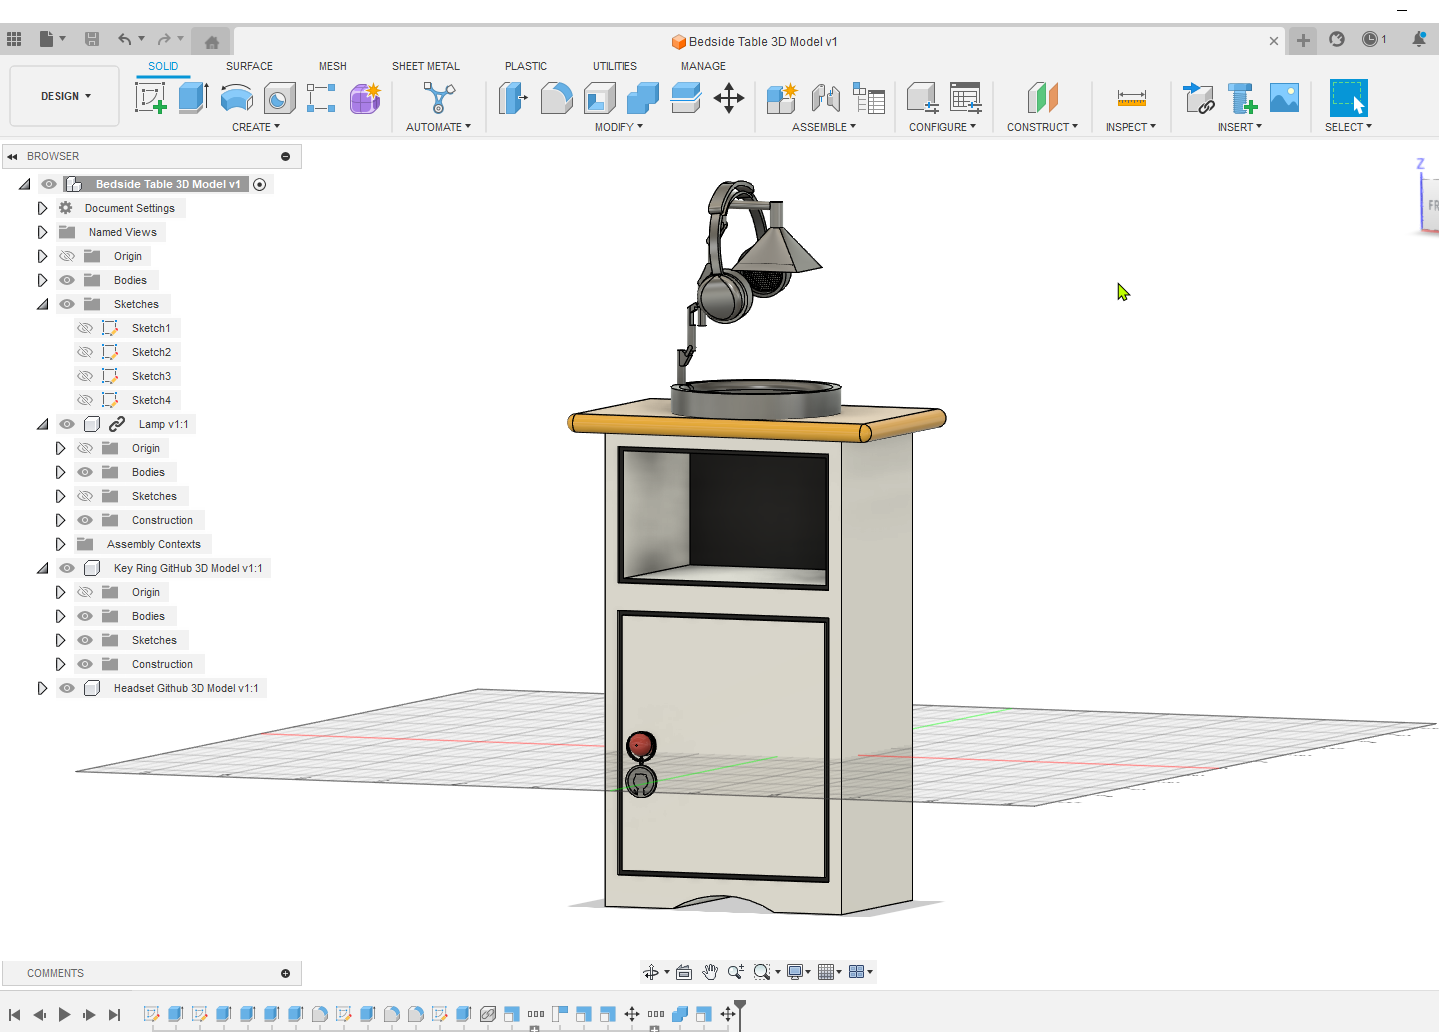 Bedside Table 3D Model v1
1
SOLID SURFACE MESH SHEET METAL PLASTIC UTILITIES MANAGE
DESIGN
CREATE AUTOMATE MODIFY ASSEMBLE CONFIGURE CONSTRUCT INSPECT INSERT SELECT
BROWSER
Z
Bedside Table 3D Model v1
Document Settings
FR
Named Views
Origin
Bodies
Sketches
Sketch1
Sketch2
Sketch3
Sketch4
Lamp v1:1
Origin
Bodies
Sketches
Construction
Assembly Contexts
Key Ring GitHub 3D Model v1:1
Origin
Bodies
Sketches
Construction
Headset Github 3D Model v1:1
COMMENTS